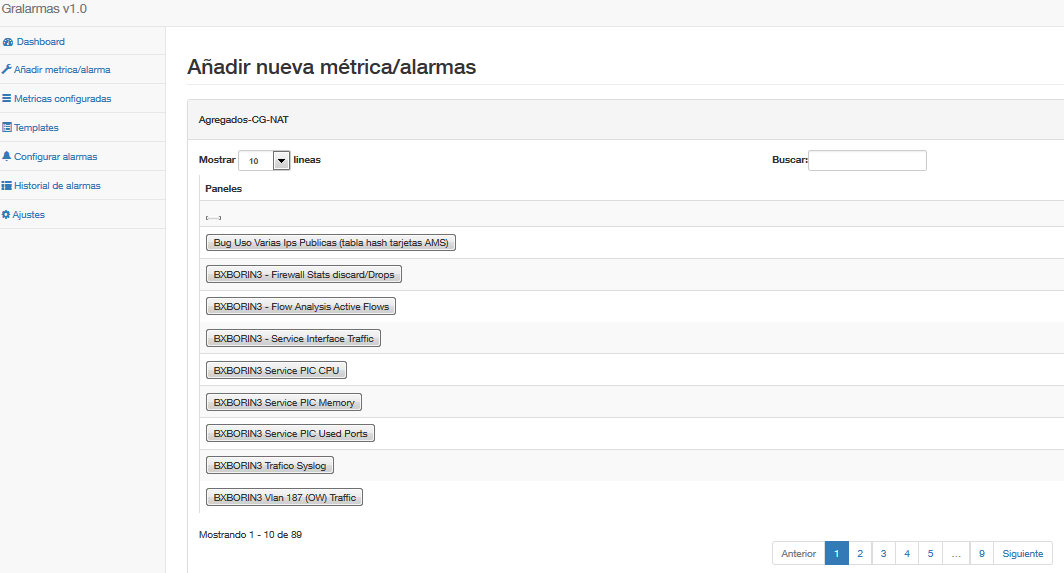 Gralarmas v1.0
Dashboard
Añadir metrica/alarma
Metricas configuradas
Templates
Configurar alarmas
Historial de alarmas
Ajustes
Añadir nueva métrica/alarmas
Agregados-CG-NAT
Mostrar 10 lineas Buscar:
Paneles
Bug Uso Varias Ips Publicas (tabla hash tarjetas AMS)
BXBORIN3 - Firewall Stats discard/Drops
BXBORIN3 - Flow Analysis Active Flows
BXBORIN3 - Service Interface Traffic
BXBORIN3 Service PIC CPU
BXBORIN3 Service PIC Memory
BXBORIN3 Service PIC Used Ports
BXBORIN3 Trafico Syslog
BXBORIN3 Vlan 187 (OW) Traffic
Mostrando 1 - 10 de 89
Anterior 1 2 3 4 5 ... 9 Siguiente